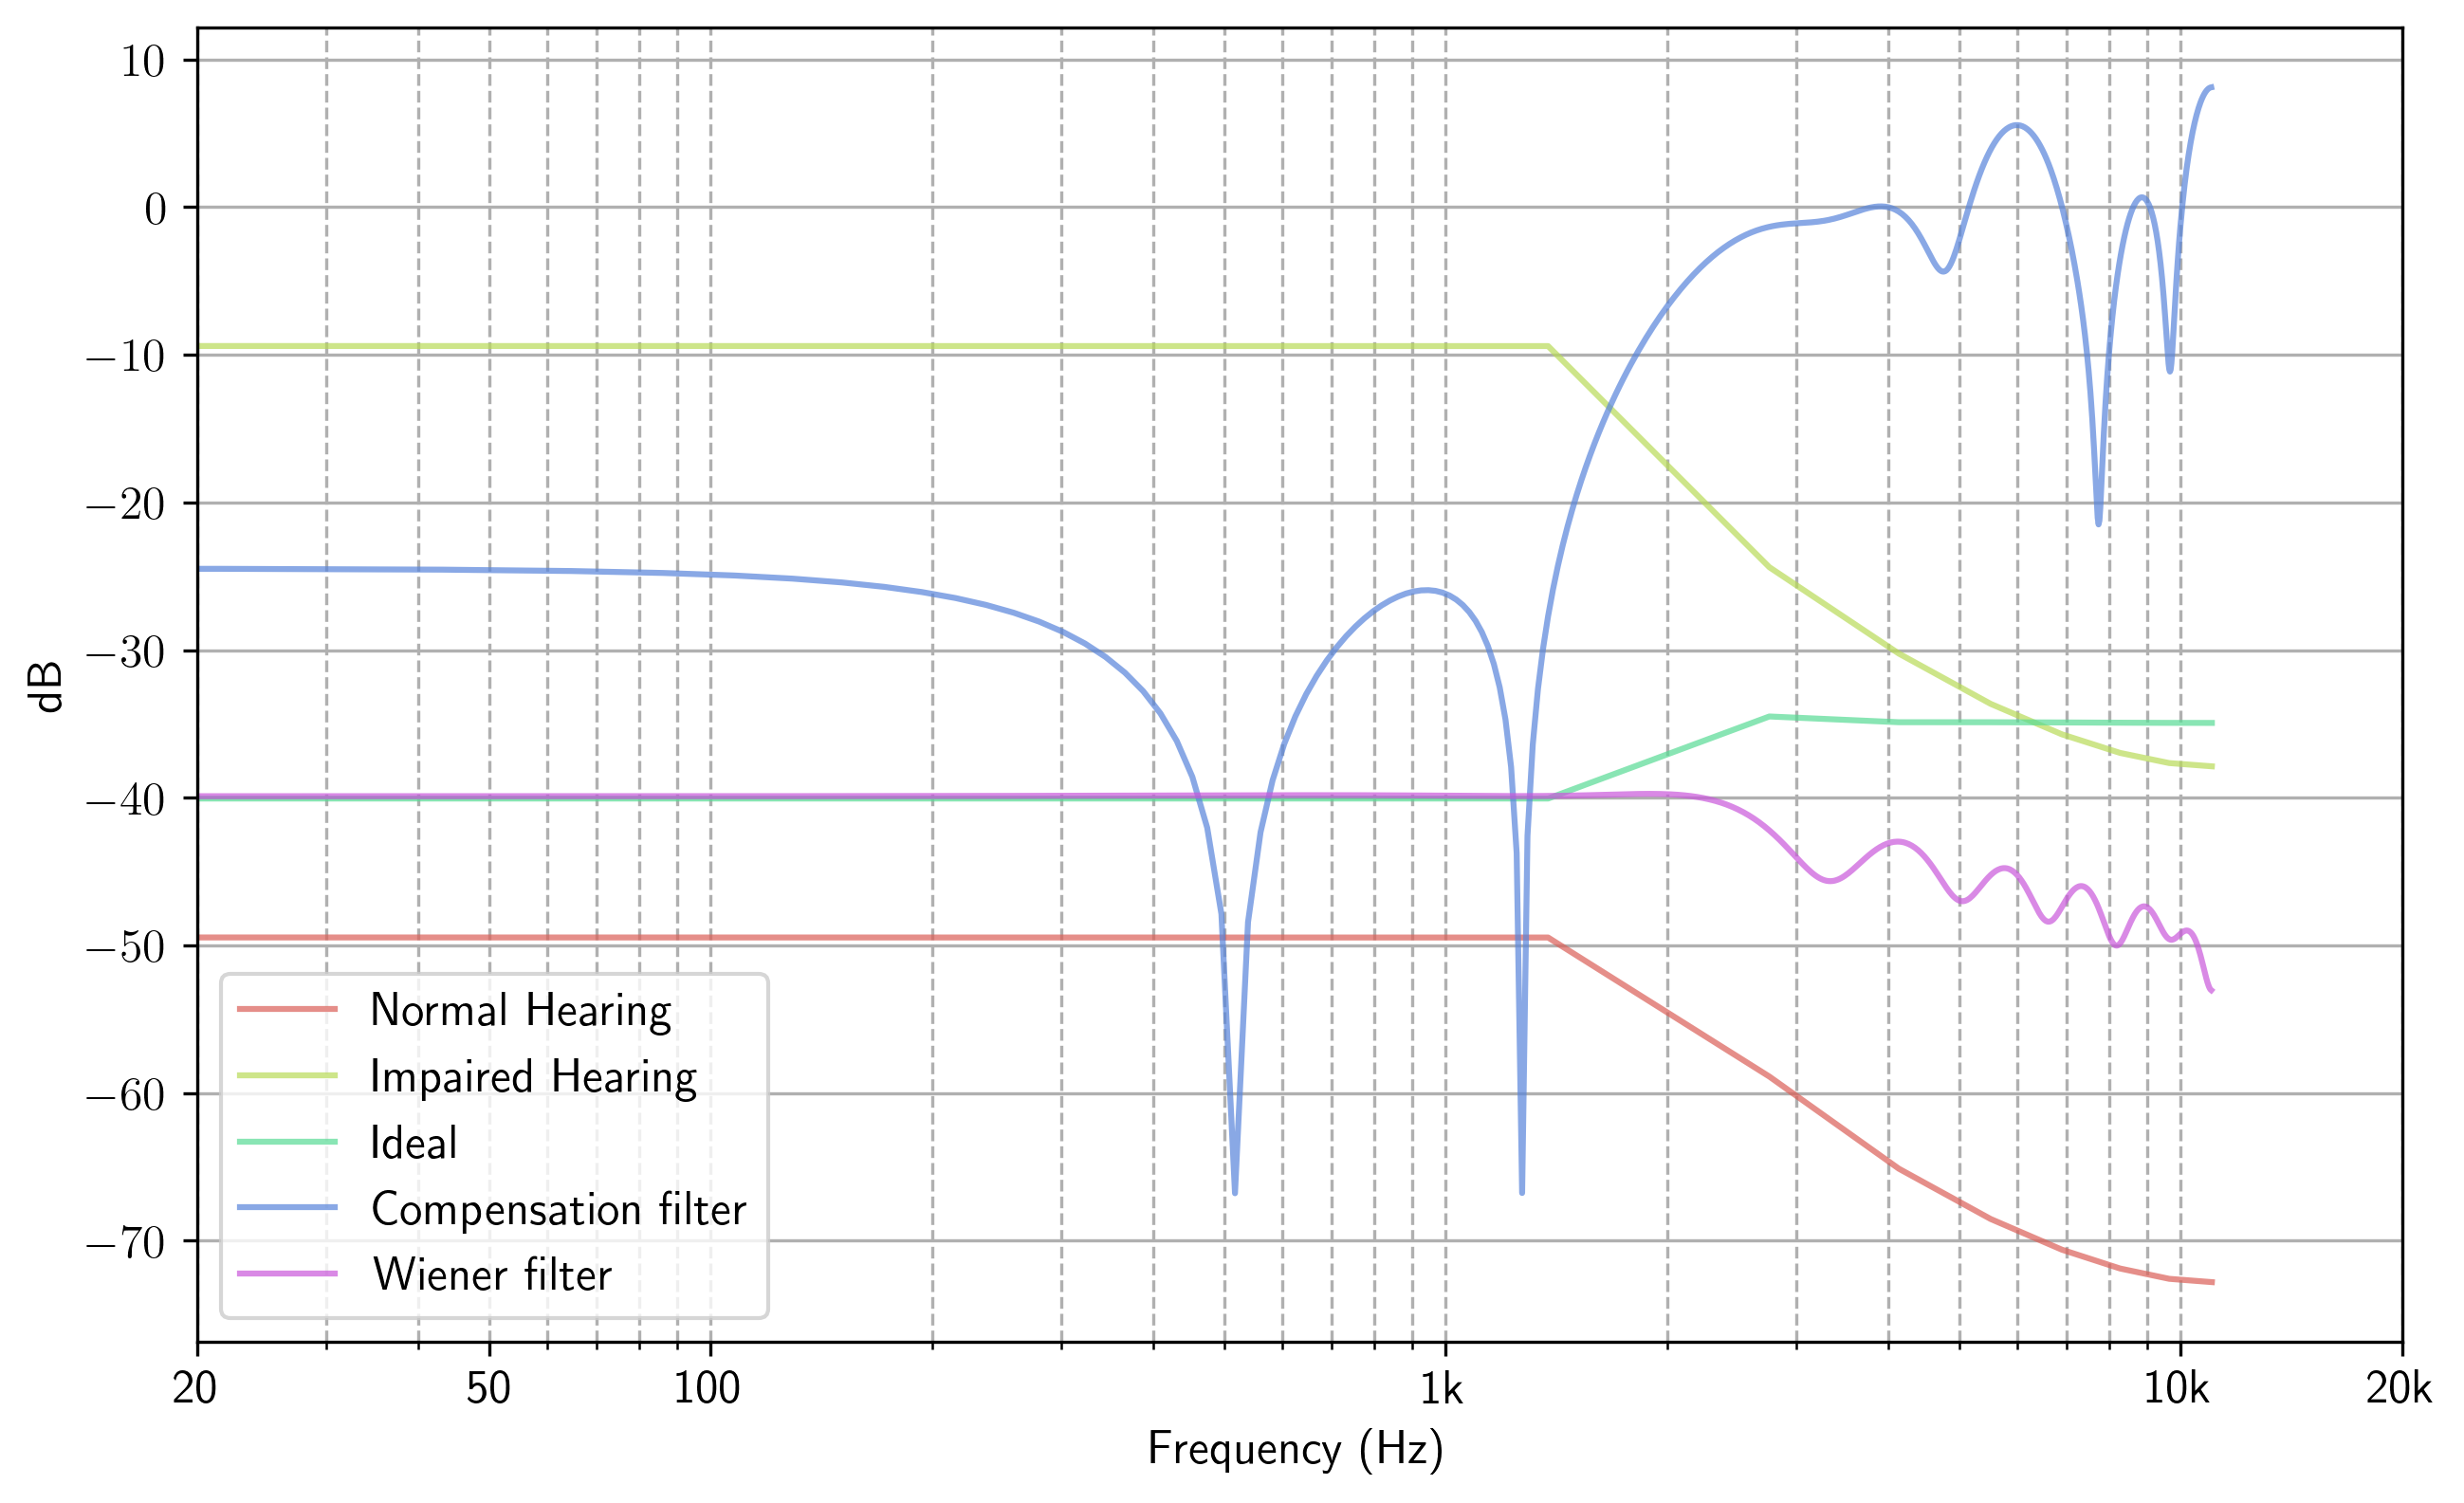 10
0
−10
−20
−30
−40
−50
−60
−70
dB
Normal Hearing
Impaired Hearing
Ideal
Compensation filter
Wiener filter
20 50 100 1k 10k 20k
Frequency (Hz)